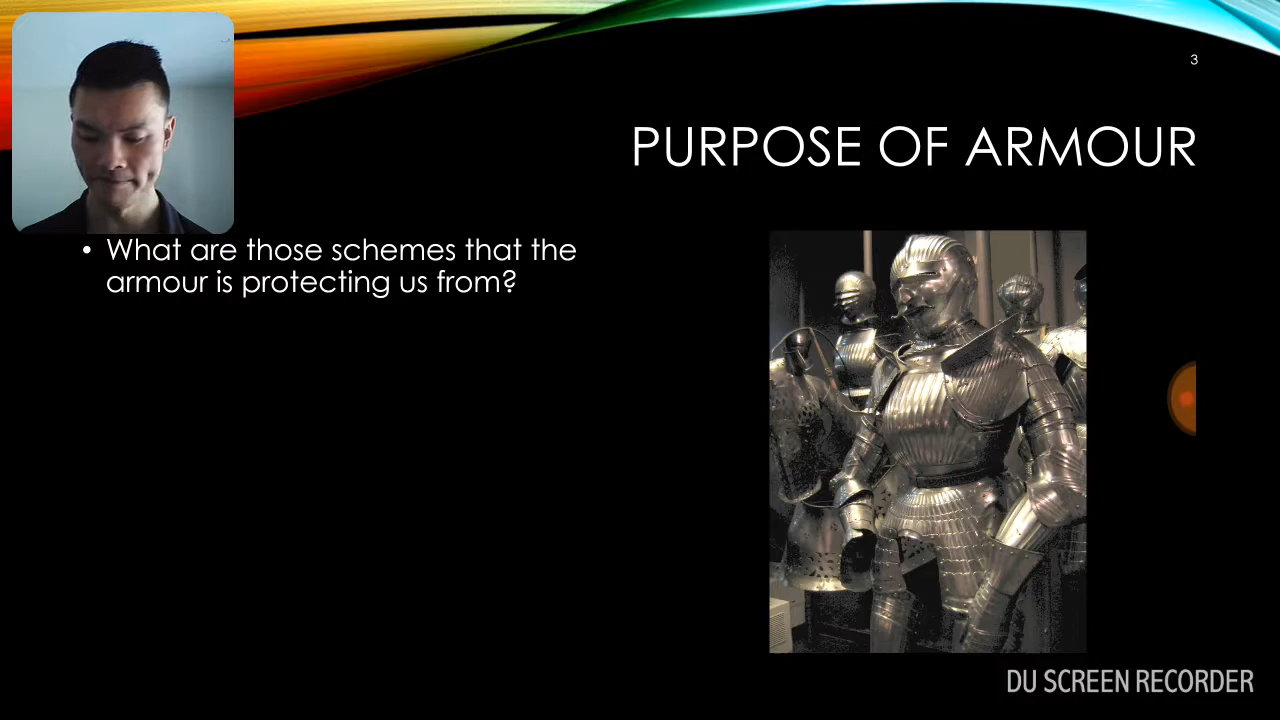 3
PURPOSE OF ARMOUR
• What are those schemes that the
armour is protecting us from?
DU SCREEN RECORDER